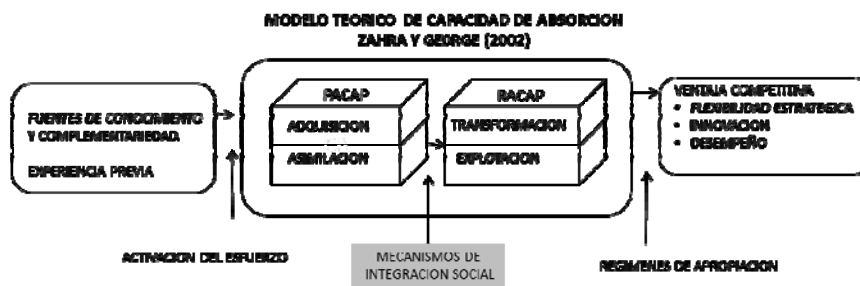 MODELO TEORICO DE CAPACIDAD DE ABSORCION
ZAHRA Y GEORGE (2002)
FUENTES DE CONOCIMIENTO
Y COMPLEMENTARIEDAD.
EXPERIENCIA PREVIA
PACAP
ADQUISICION
ASIMILACION
RACAP
TRANSFORMACION
EXPLOTACION
VENTAJA COMPETITIVA
• FLEXIBILIDAD ESTRATEGICA
• INNOVACION
• DESEMPEÑO
ACTIVACION DEL ESFUERZO
MECANISMOS DE
INTEGRACION SOCIAL
REGIMENES DE APROPIACION